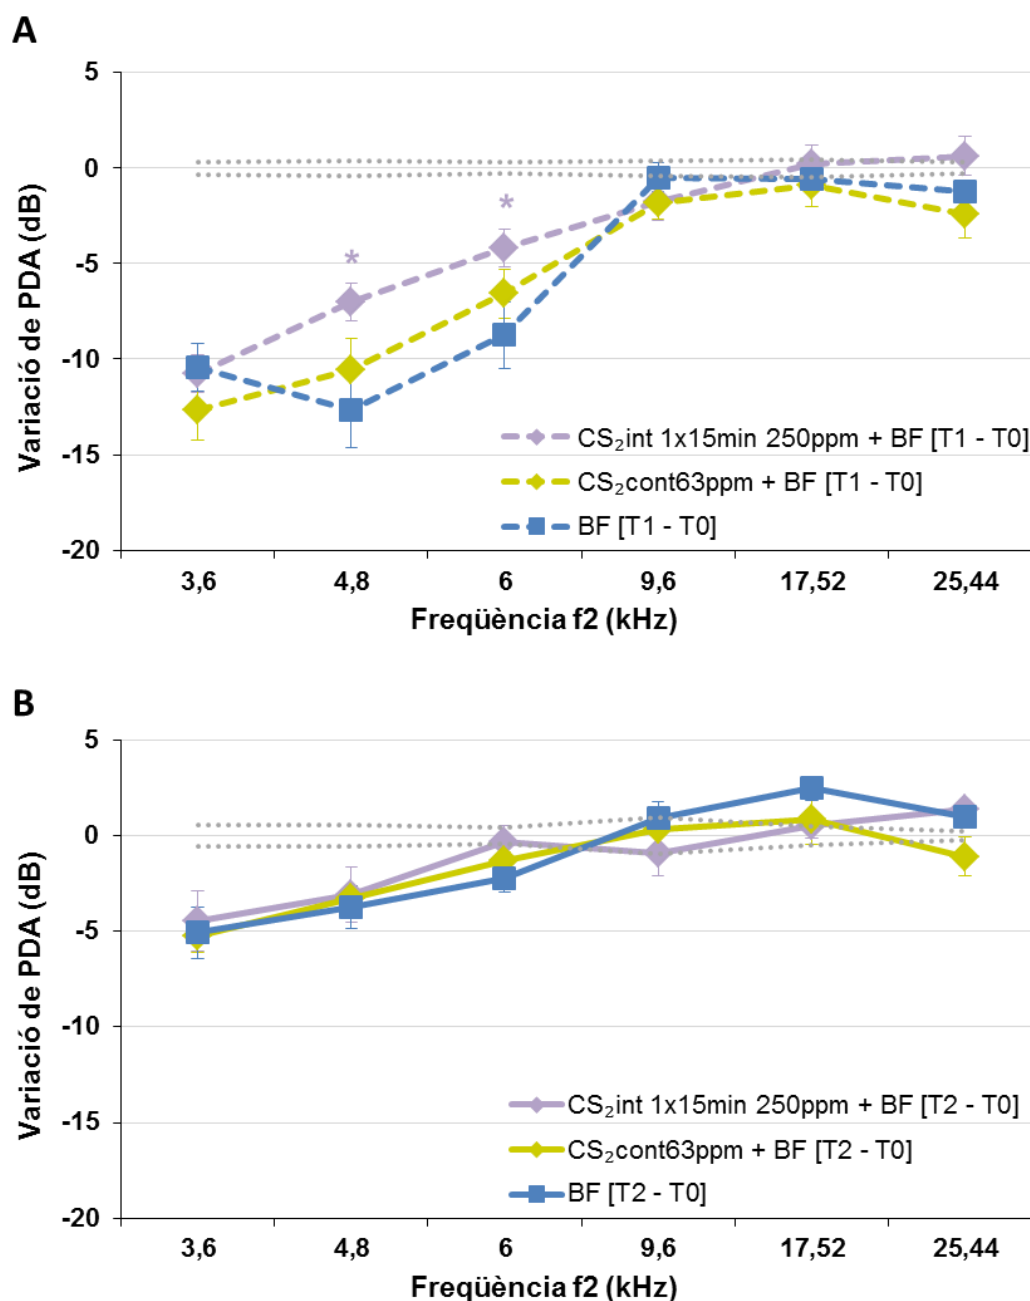 A
5
0
-5
-10
-15
-20
Variació de PDA (dB)
*
*
CS₂int 1x15min 250ppm + BF [T1 - T0]
CS₂cont63ppm + BF [T1 - T0]
BF [T1 - T0]
3,6 4,8 6 9,6 17,52 25,44
Freqüència f2 (kHz)
B
5
0
-5
-10
-15
-20
Variació de PDA (dB)
CS₂int 1x15min 250ppm + BF [T2 - T0]
CS₂cont63ppm + BF [T2 - T0]
BF [T2 - T0]
3,6 4,8 6 9,6 17,52 25,44
Freqüència f2 (kHz)